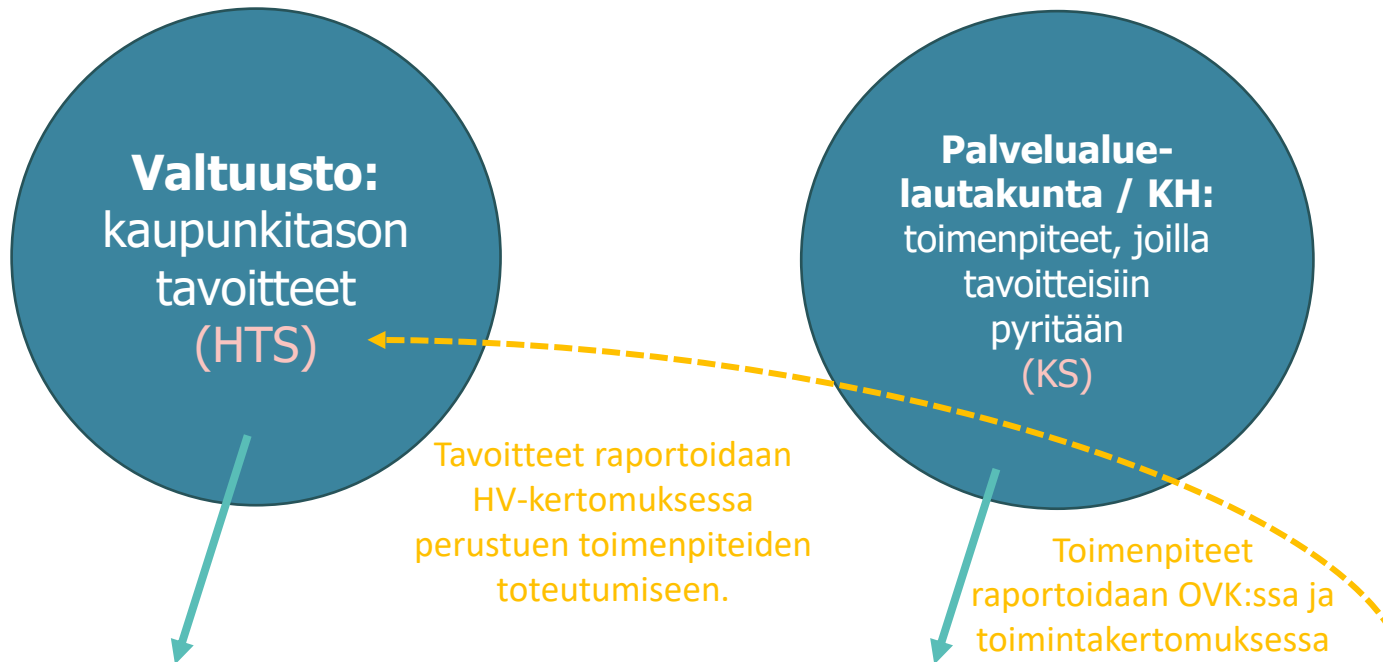 Valtuusto:
kaupunkitason
tavoitteet
(HTS)
Palvelualue-
lautakunta / KH:
toimenpiteet, joilla
tavoitteisiin
pyritään
(KS)
Tavoitteet raportoidaan
HV-kertomuksessa
perustuen toimenpiteiden
toteutumiseen.
Toimenpiteet
raportoidaan OVK:ssa ja
toimintakertomuksessa